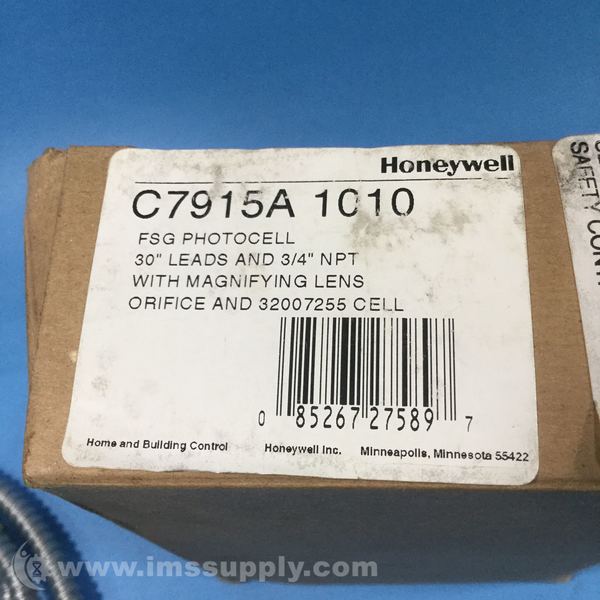 Honeywell
C7915A 1010
FSG PHOTOCELL
30" LEADS AND 3/4" NPT
WITH MAGNIFYING LENS
ORIFICE AND 32007255 CELL
0 85267 27589 7
Home and Building Control Honeywell Inc. Minneapolis, Minnesota 55422
SAFETY
www.imssupply.com